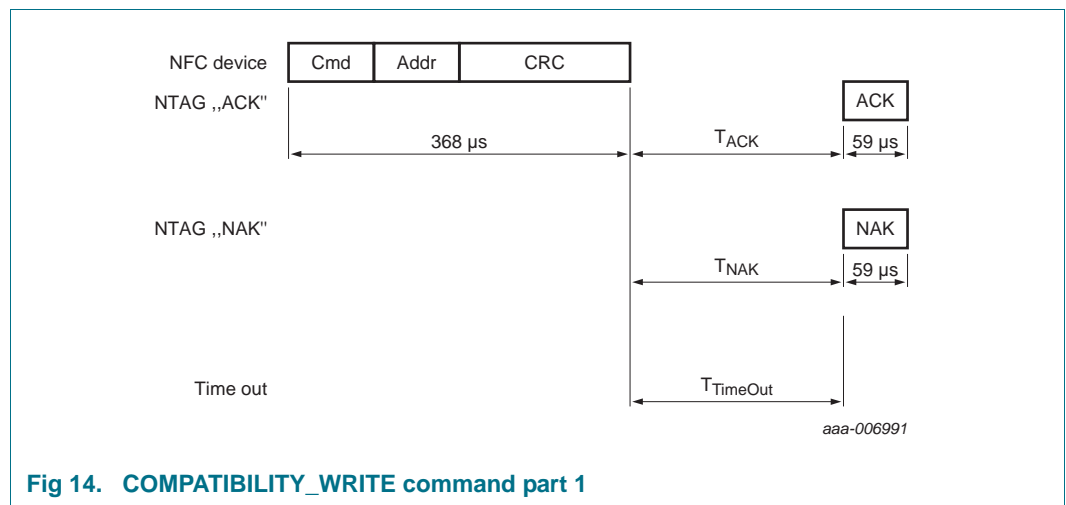 NFC device Cmd Addr CRC
NTAG ,,ACK" ACK
368 µs TACK 59 µs
NTAG ,,NAK" NAK
TNAK 59 µs
Time out TTimeOut
aaa-006991
Fig 14. COMPATIBILITY_WRITE command part 1